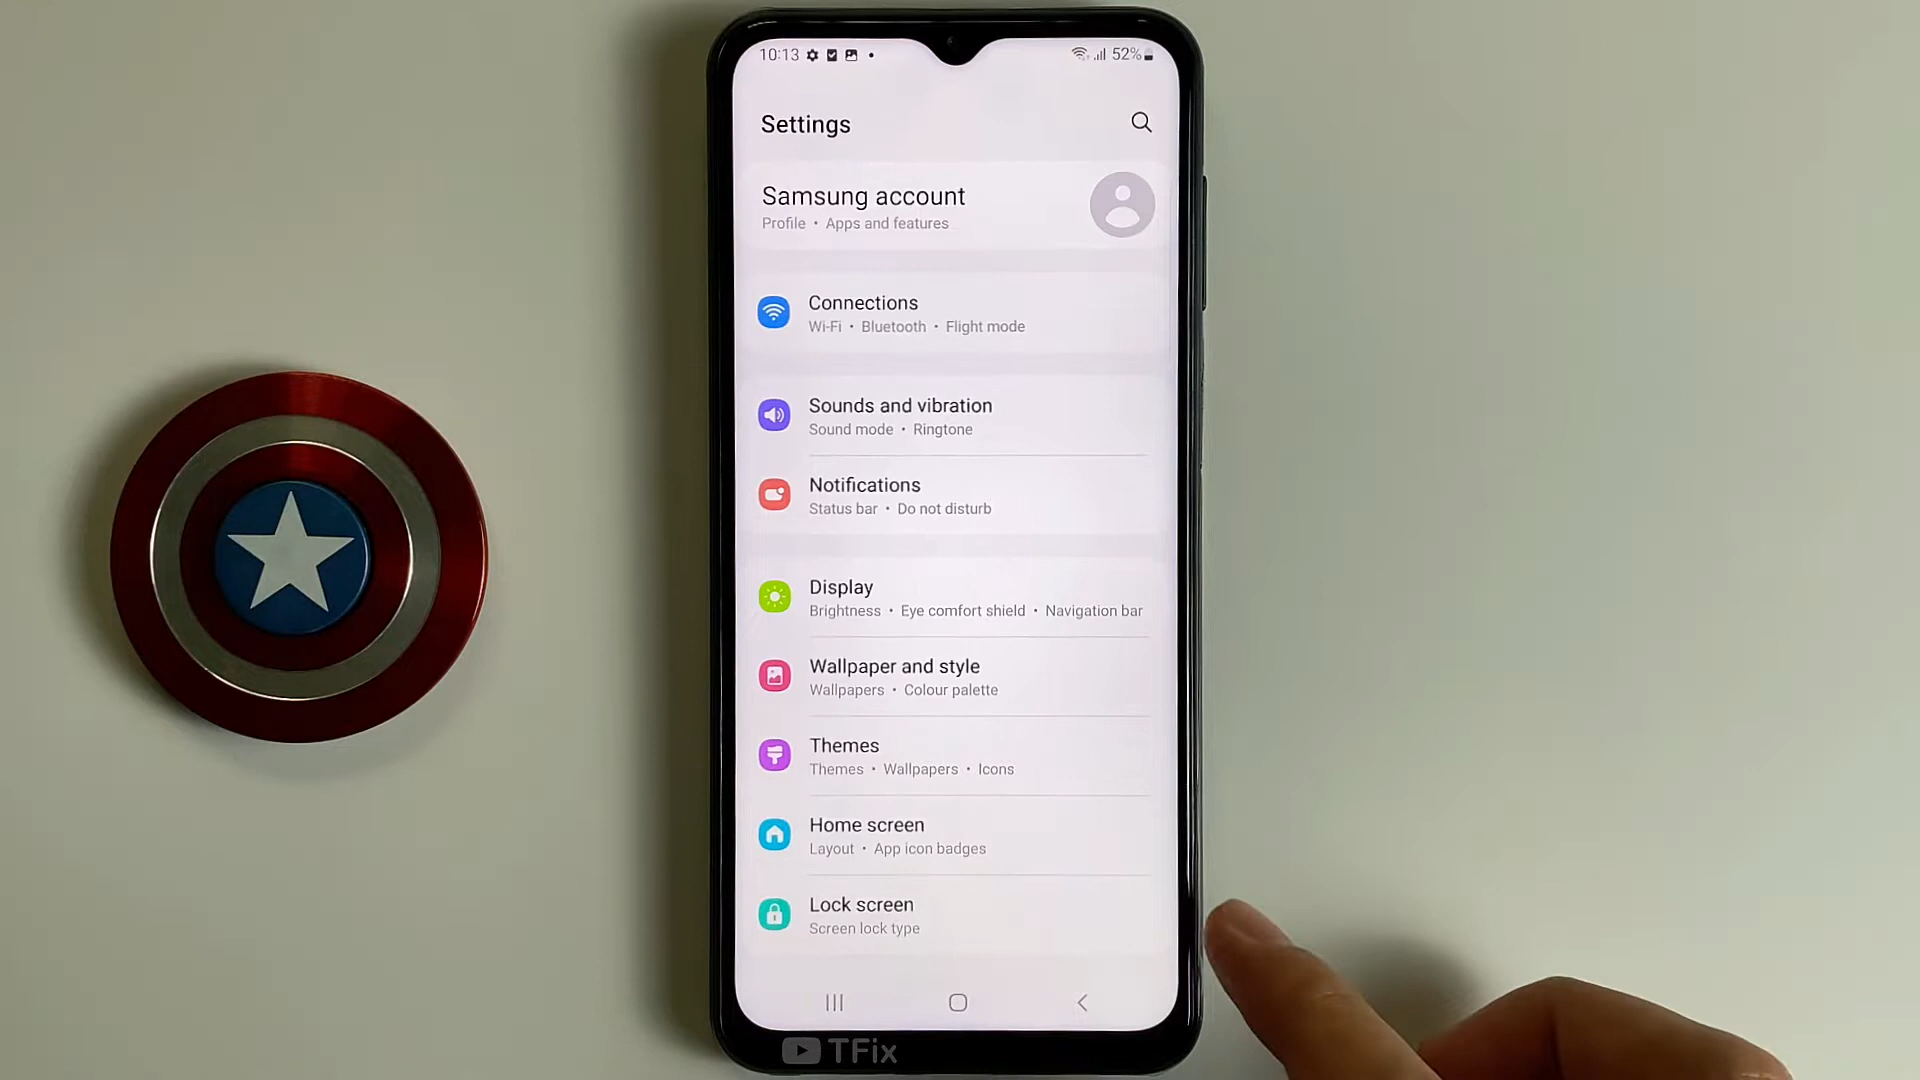 10:13
52%
Settings
Samsung account
Profile • Apps and features
Connections
Wi-Fi • Bluetooth • Flight mode
Sounds and vibration
Sound mode • Ringtone
Notifications
Status bar • Do not disturb
Display
Brightness • Eye comfort shield • Navigation bar
Wallpaper and style
Wallpapers • Colour palette
Themes
Themes • Wallpapers • Icons
Home screen
Layout • App icon badges
Lock screen
Screen lock type
TFix